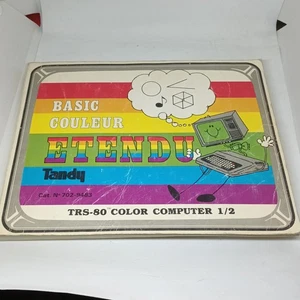 BASIC
COULEUR
ETENDU
Tandy
TRS-80 COLOR COMPUTER 1/2